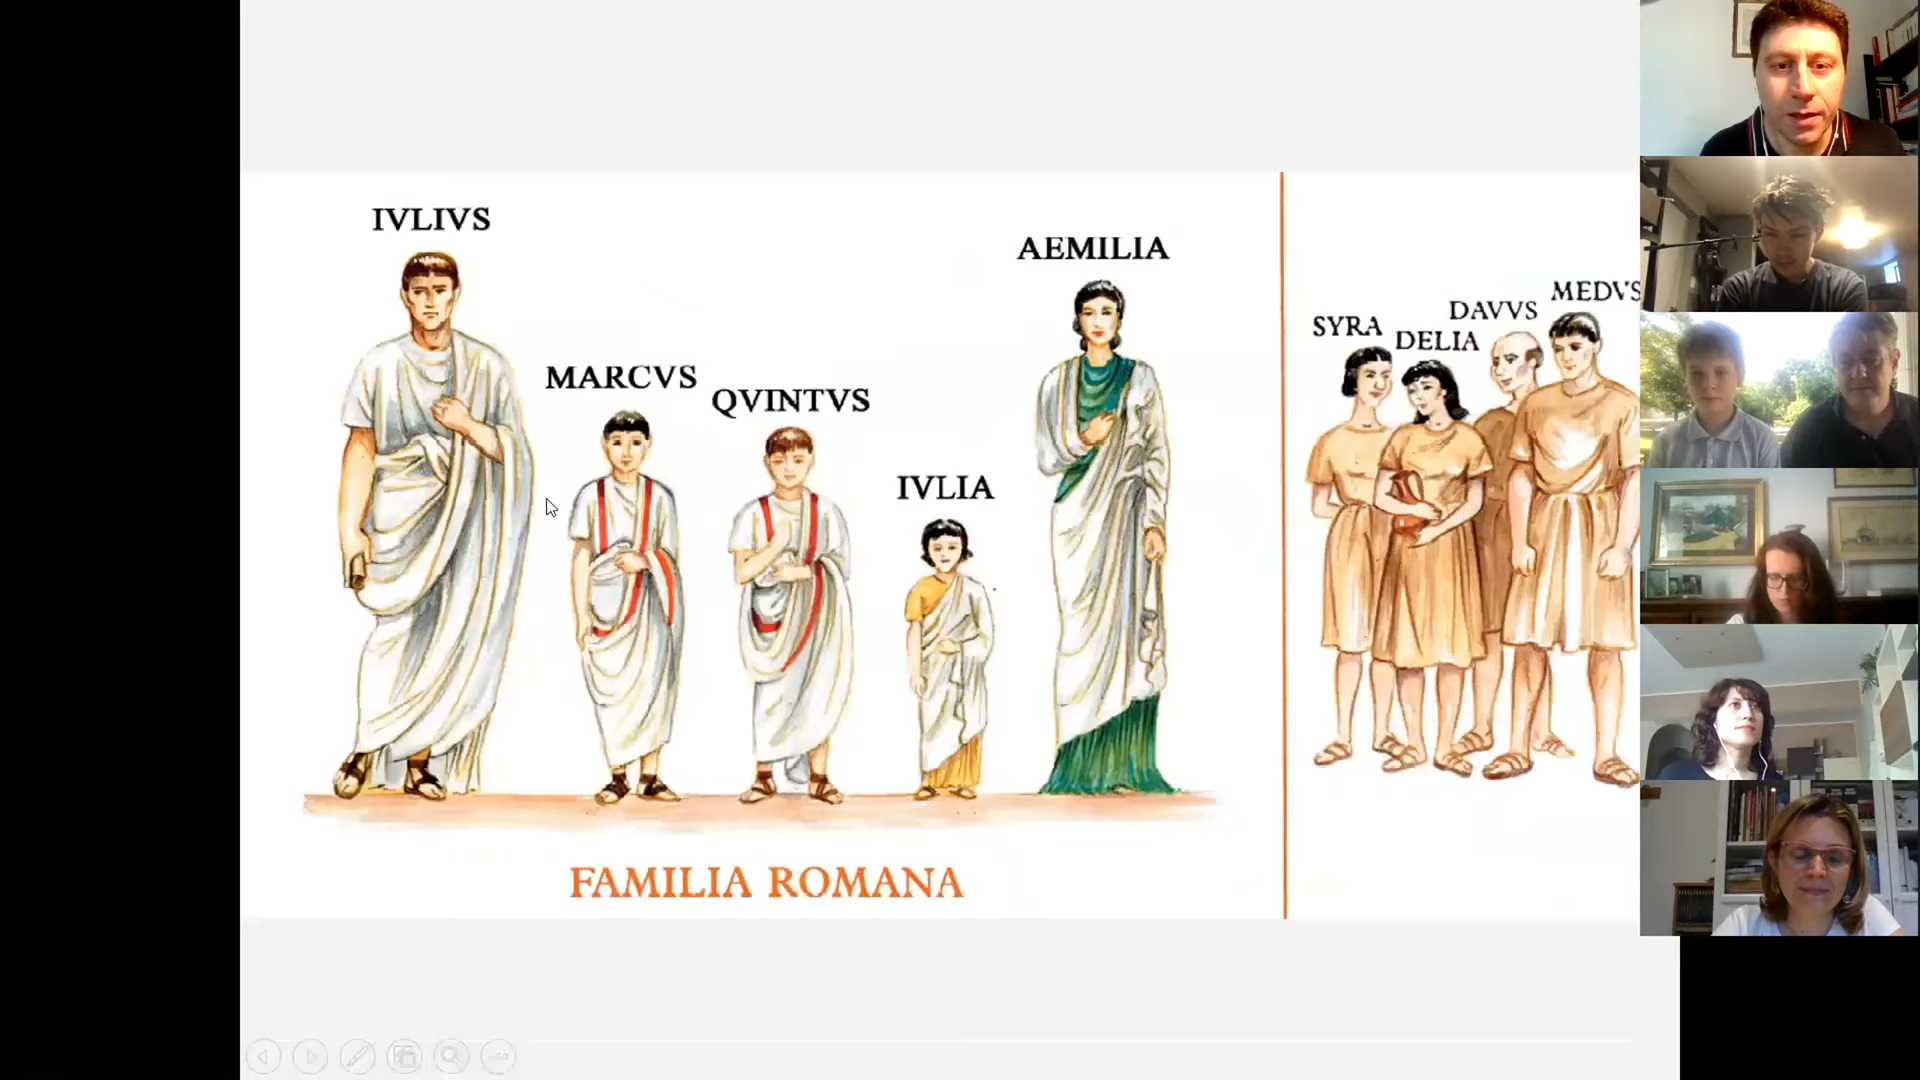 IVLIVS
MARCVS
QVINTVS
IVLIA
AEMILIA
SYRA
DELIA
DAVVS
MEDVS
FAMILIA ROMANA